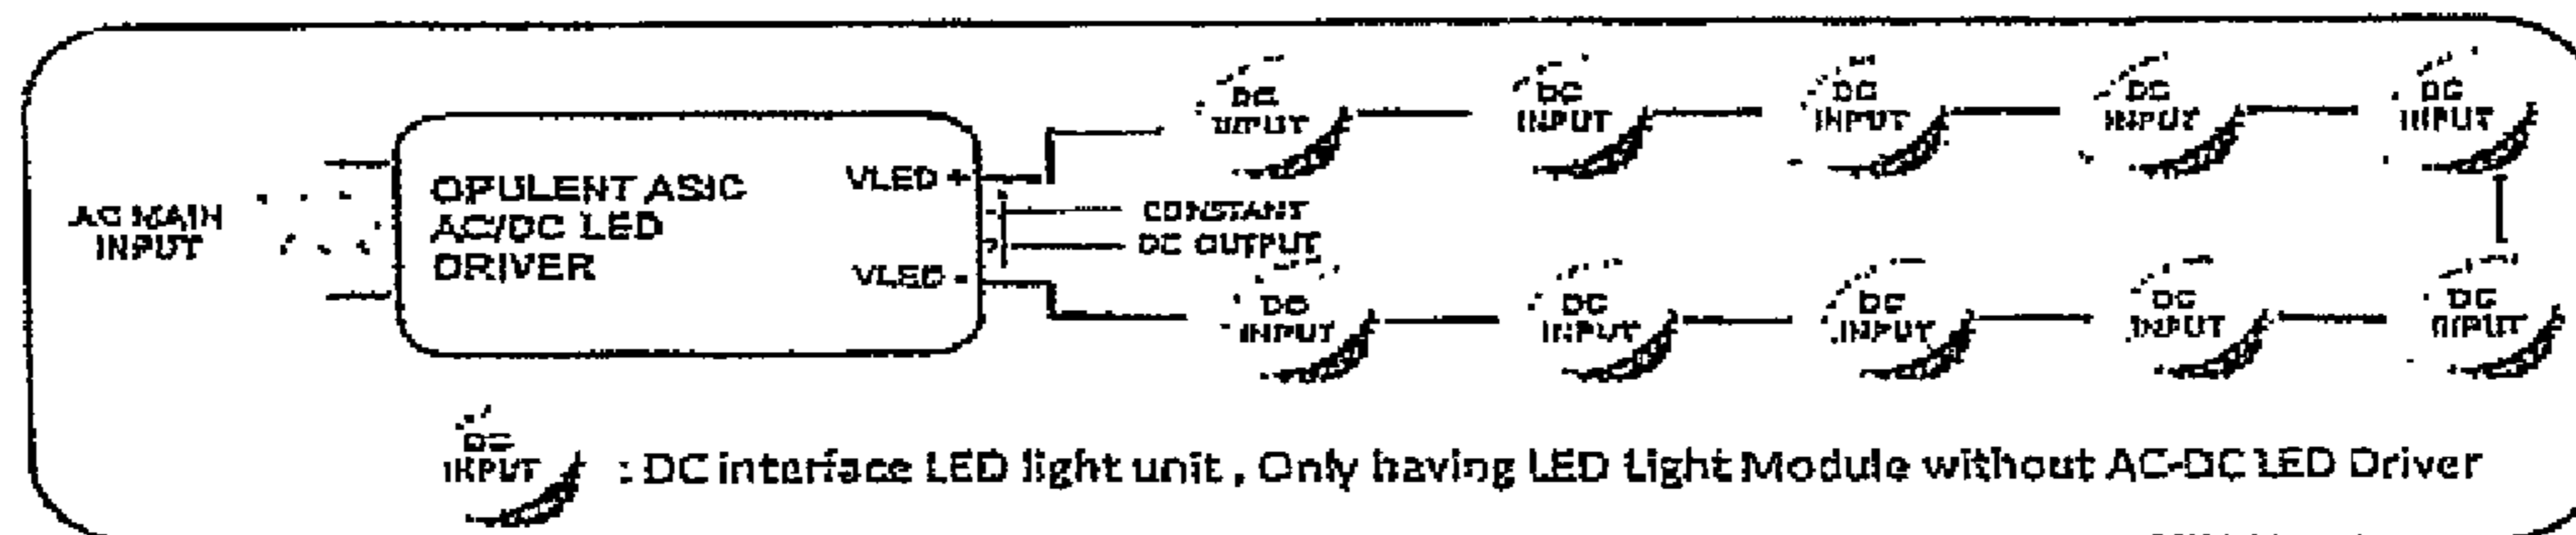 DC DC DC DC DC
INPUT INPUT INPUT INPUT INPUT
AC MAIN
INPUT
OPULENT ASIC
AC/DC LED
DRIVER
VLED +
CONSTANT
DC OUTPUT
VLED -
DC DC DC DC DC
INPUT INPUT INPUT INPUT INPUT
DC
INPUT
: DC interface LED light unit , Only having LED Light Module without AC-DC LED Driver